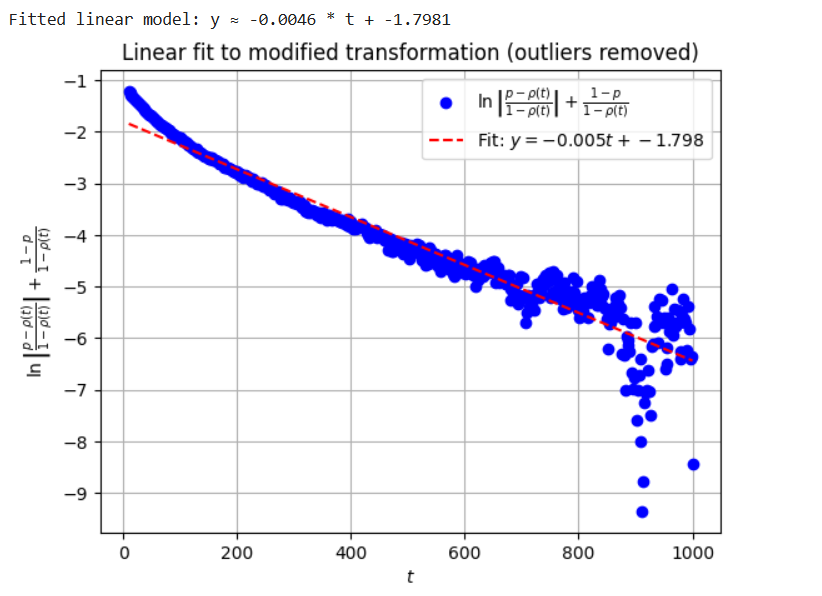 Fitted linear model: y ≈ -0.0046 * t + -1.7981
Linear fit to modified transformation (outliers removed)
ln |p − ρ(t) / 1 − ρ(t)| + 1 − p / 1 − ρ(t)
Fit: y = −0.005t + −1.798
ln |p − ρ(t) / 1 − ρ(t)| + 1 − p / 1 − ρ(t)
−1
−2
−3
−4
−5
−6
−7
−8
−9
0 200 400 600 800 1000
t